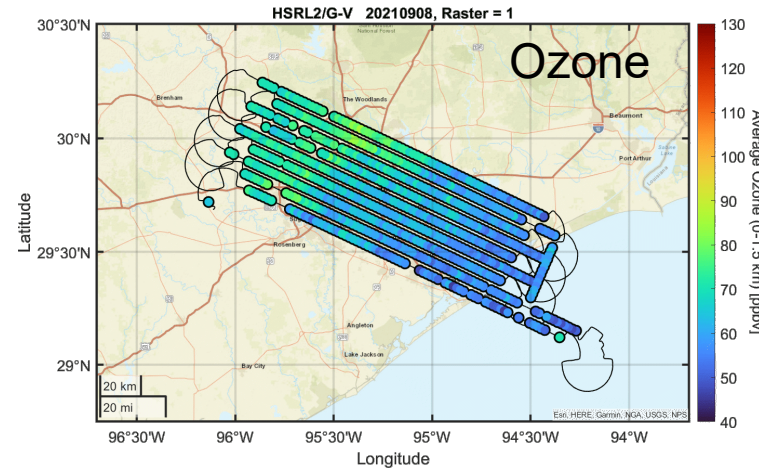 HSRL2/G-V 20210908, Raster = 1
Ozone
30°30'N
30°N
29°30'N
29°N
Latitude
96°30'W
96°W
95°30'W
95°W
94°30'W
94°W
Longitude
National Forest
Brenham
The Woodlands
Beaumont
Port Arthur
Rosenberg
Angleton
Lake Jackson
Bay City
20 km
20 mi
Esri, HERE, Garmin, NGA, USGS, NPS
130
120
110
100
90
80
70
60
50
40
Average Ozone (0-1.5 km) [ppbv]